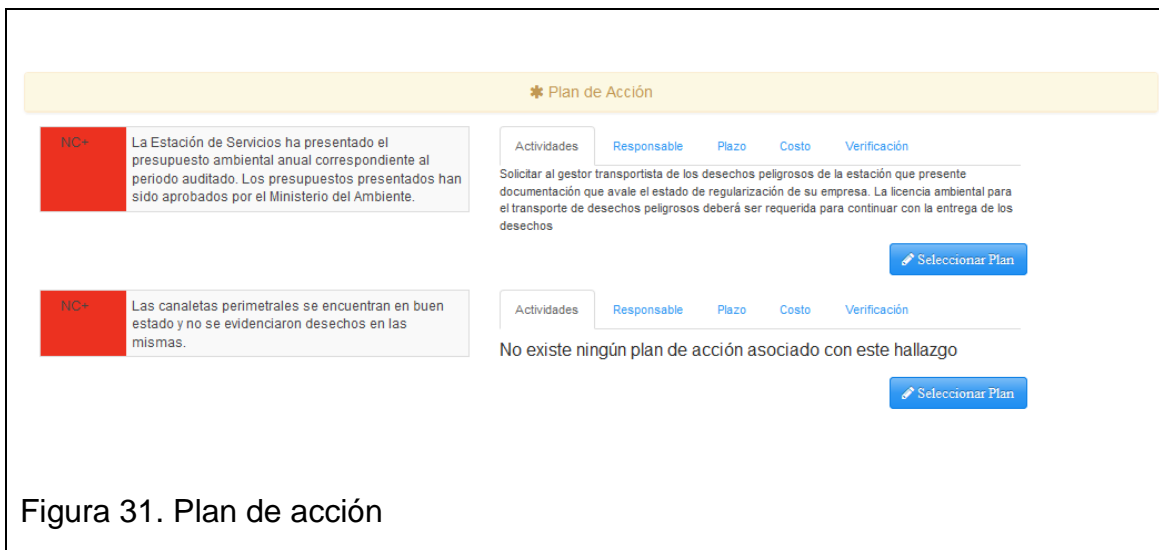 Plan de Acción
NC+
La Estación de Servicios ha presentado el
presupuesto ambiental anual correspondiente al
periodo auditado. Los presupuestos presentados han
sido aprobados por el Ministerio del Ambiente.
Actividades Responsable Plazo Costo Verificación
Solicitar al gestor transportista de los desechos peligrosos de la estación que presente
documentación que avale el estado de regularización de su empresa. La licencia ambiental para
el transporte de desechos peligrosos deberá ser requerida para continuar con la entrega de los
desechos
Seleccionar Plan
NC+
Las canaletas perimetrales se encuentran en buen
estado y no se evidenciaron desechos en las
mismas.
Actividades Responsable Plazo Costo Verificación
No existe ningún plan de acción asociado con este hallazgo
Seleccionar Plan
Figura 31. Plan de acción